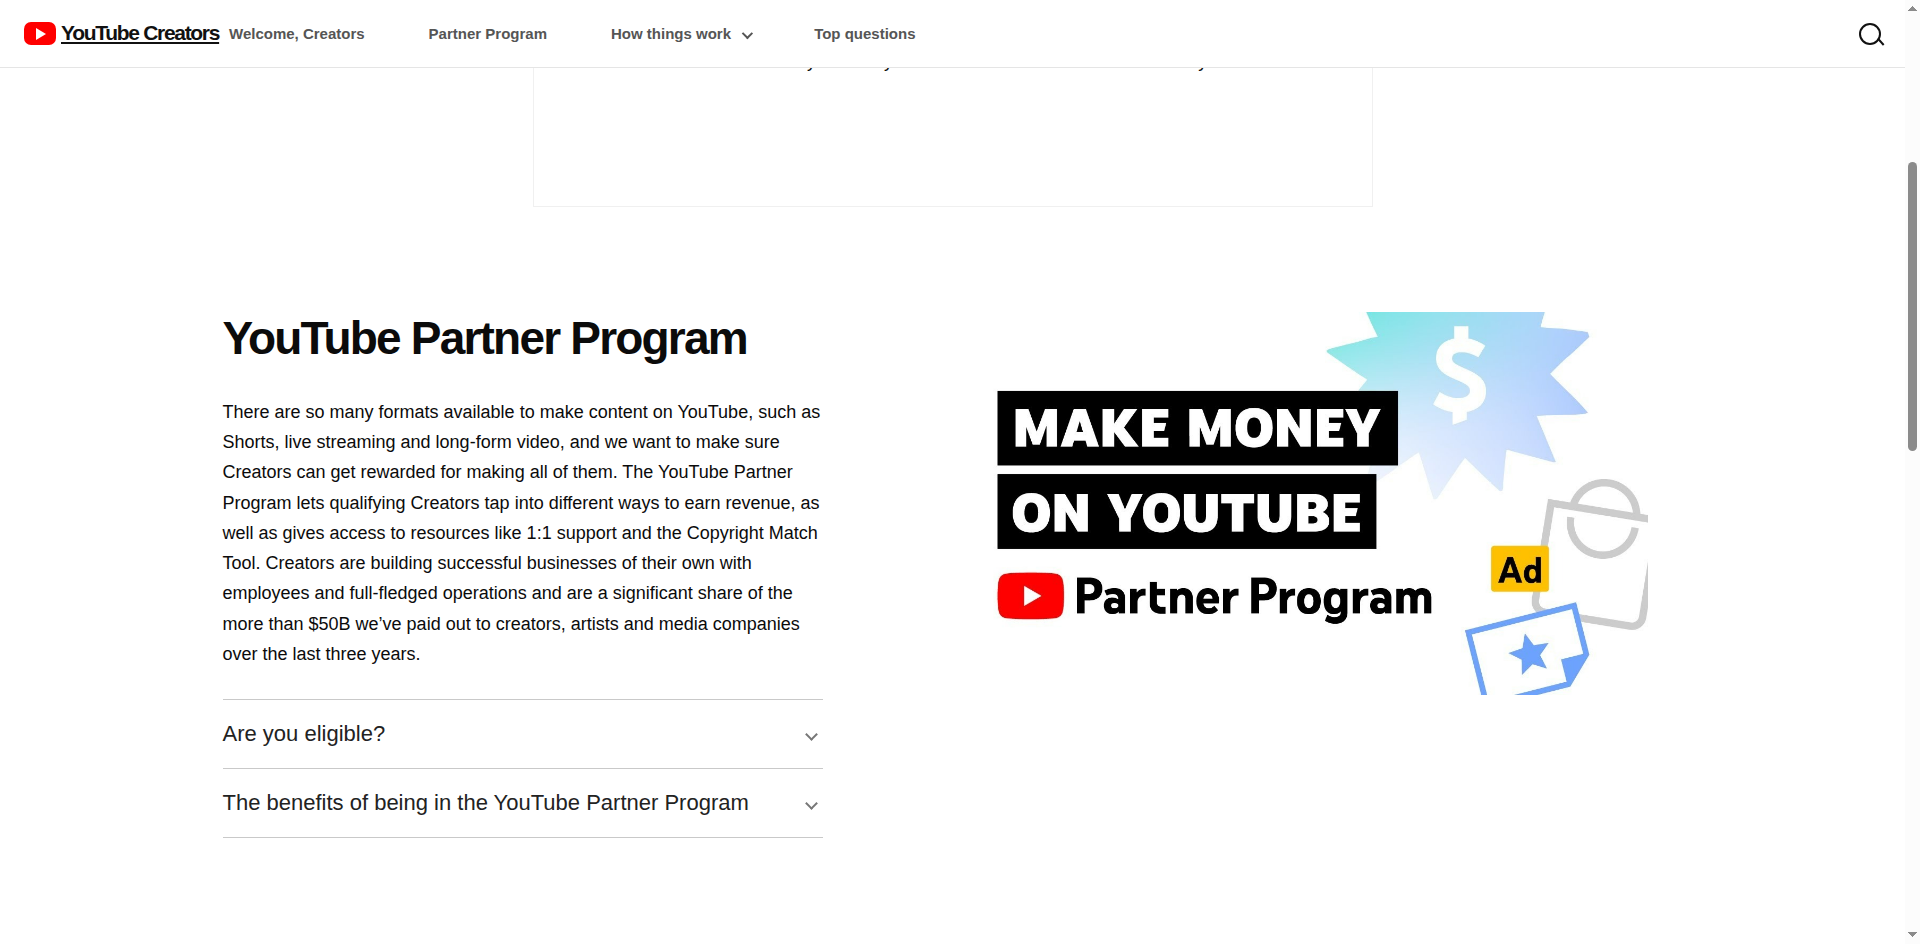 YouTube Creators
Welcome, Creators
Partner Program
How things work
Top questions
YouTube Partner Program
There are so many formats available to make content on YouTube, such as
Shorts, live streaming and long-form video, and we want to make sure
Creators can get rewarded for making all of them. The YouTube Partner
Program lets qualifying Creators tap into different ways to earn revenue, as
well as gives access to resources like 1:1 support and the Copyright Match
Tool. Creators are building successful businesses of their own with
employees and full-fledged operations and are a significant share of the
more than $50B we’ve paid out to creators, artists and media companies
over the last three years.
Are you eligible?
The benefits of being in the YouTube Partner Program
$
MAKE MONEY
ON YOUTUBE
Partner Program
Ad